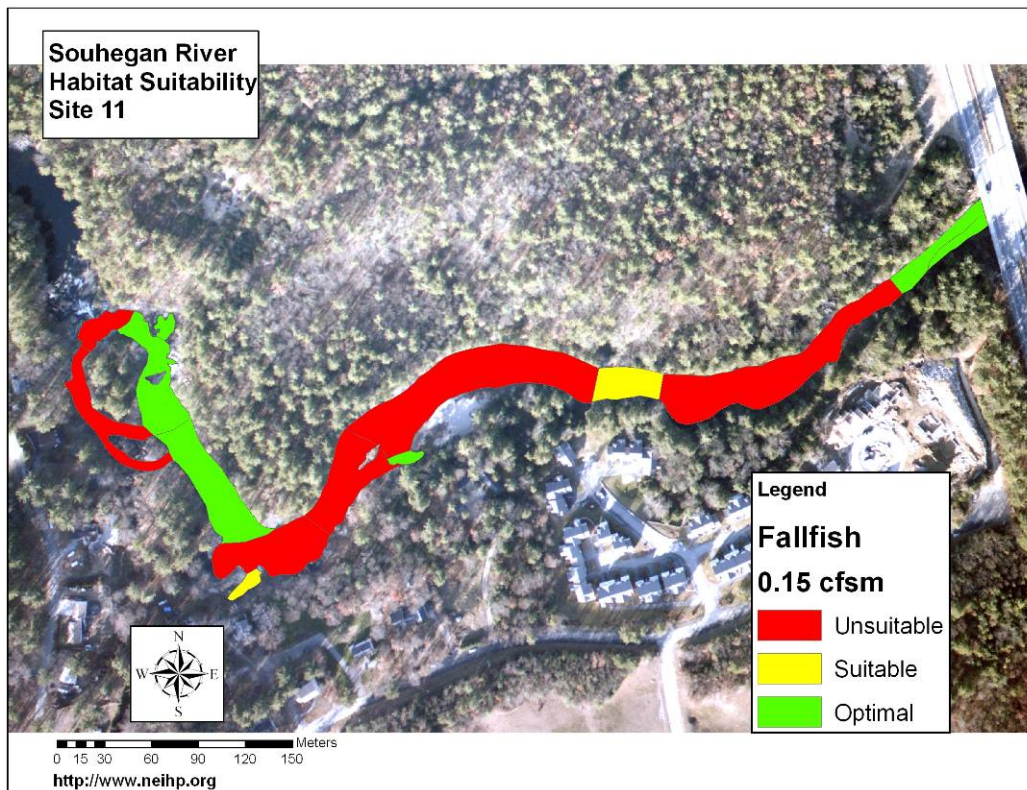 Souhegan River
Habitat Suitability
Site 11
Legend
Fallfish
0.15 cfsm
Unsuitable
Suitable
Optimal
N
W E
S
Meters
0 15 30 60 90 120 150
http://www.neihp.org